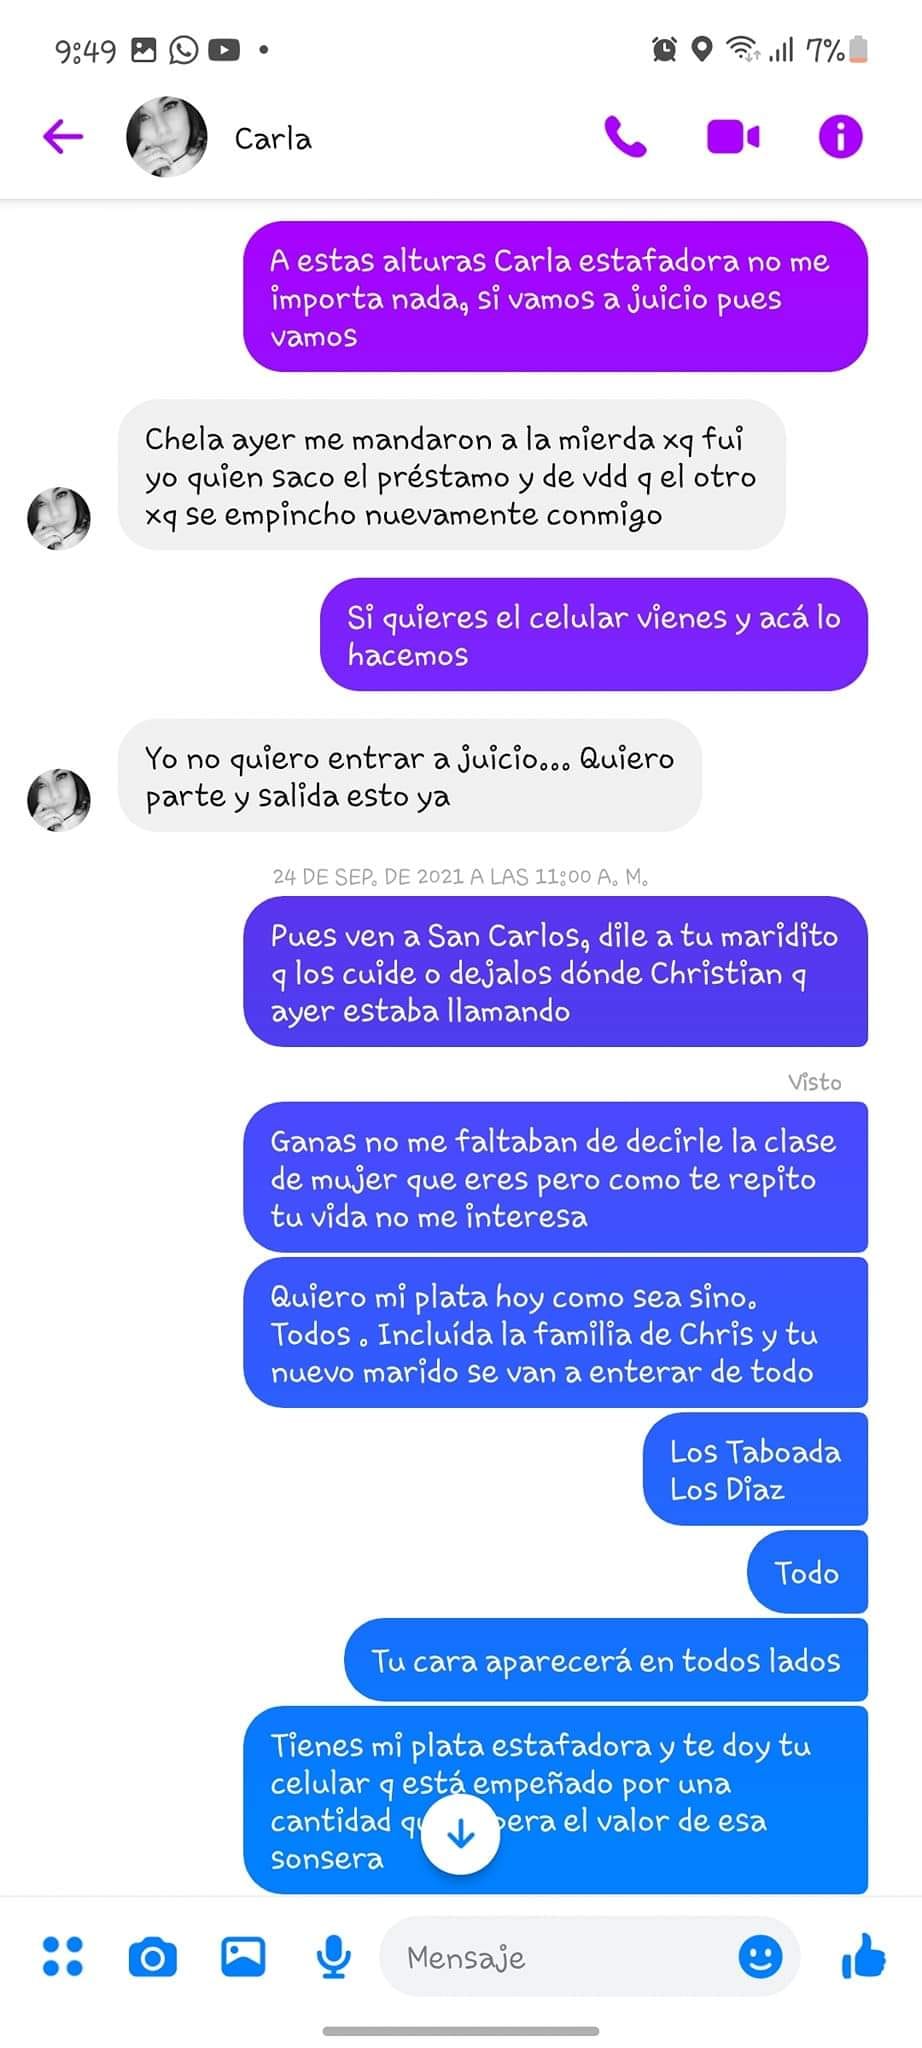 9:49
7%
Carla
A estas alturas Carla estafadora no me
importa nada, si vamos a juicio pues
vamos
Chela ayer me mandaron a la mierda xq fui
yo quien saco el préstamo y de vdd q el otro
xq se empincho nuevamente conmigo
Si quieres el celular vienes y acá lo
hacemos
Yo no quiero entrar a juicio... Quiero
parte y salida esto ya
24 DE SEP. DE 2021 A LAS 11:00 A. M.
Pues ven a San Carlos, dile a tu maridito
q los cuide o dejalos dónde Christian q
ayer estaba llamando
Visto
Ganas no me faltaban de decirle la clase
de mujer que eres pero como te repito
tu vida no me interesa
Quiero mi plata hoy como sea sino.
Todos . Incluída la familia de Chris y tu
nuevo marido se van a enterar de todo
Los Taboada
Los Diaz
Todo
Tu cara aparecerá en todos lados
Tienes mi plata estafadora y te doy tu
celular q está empeñado por una
cantidad el valor de esa
sonsera
Mensaje